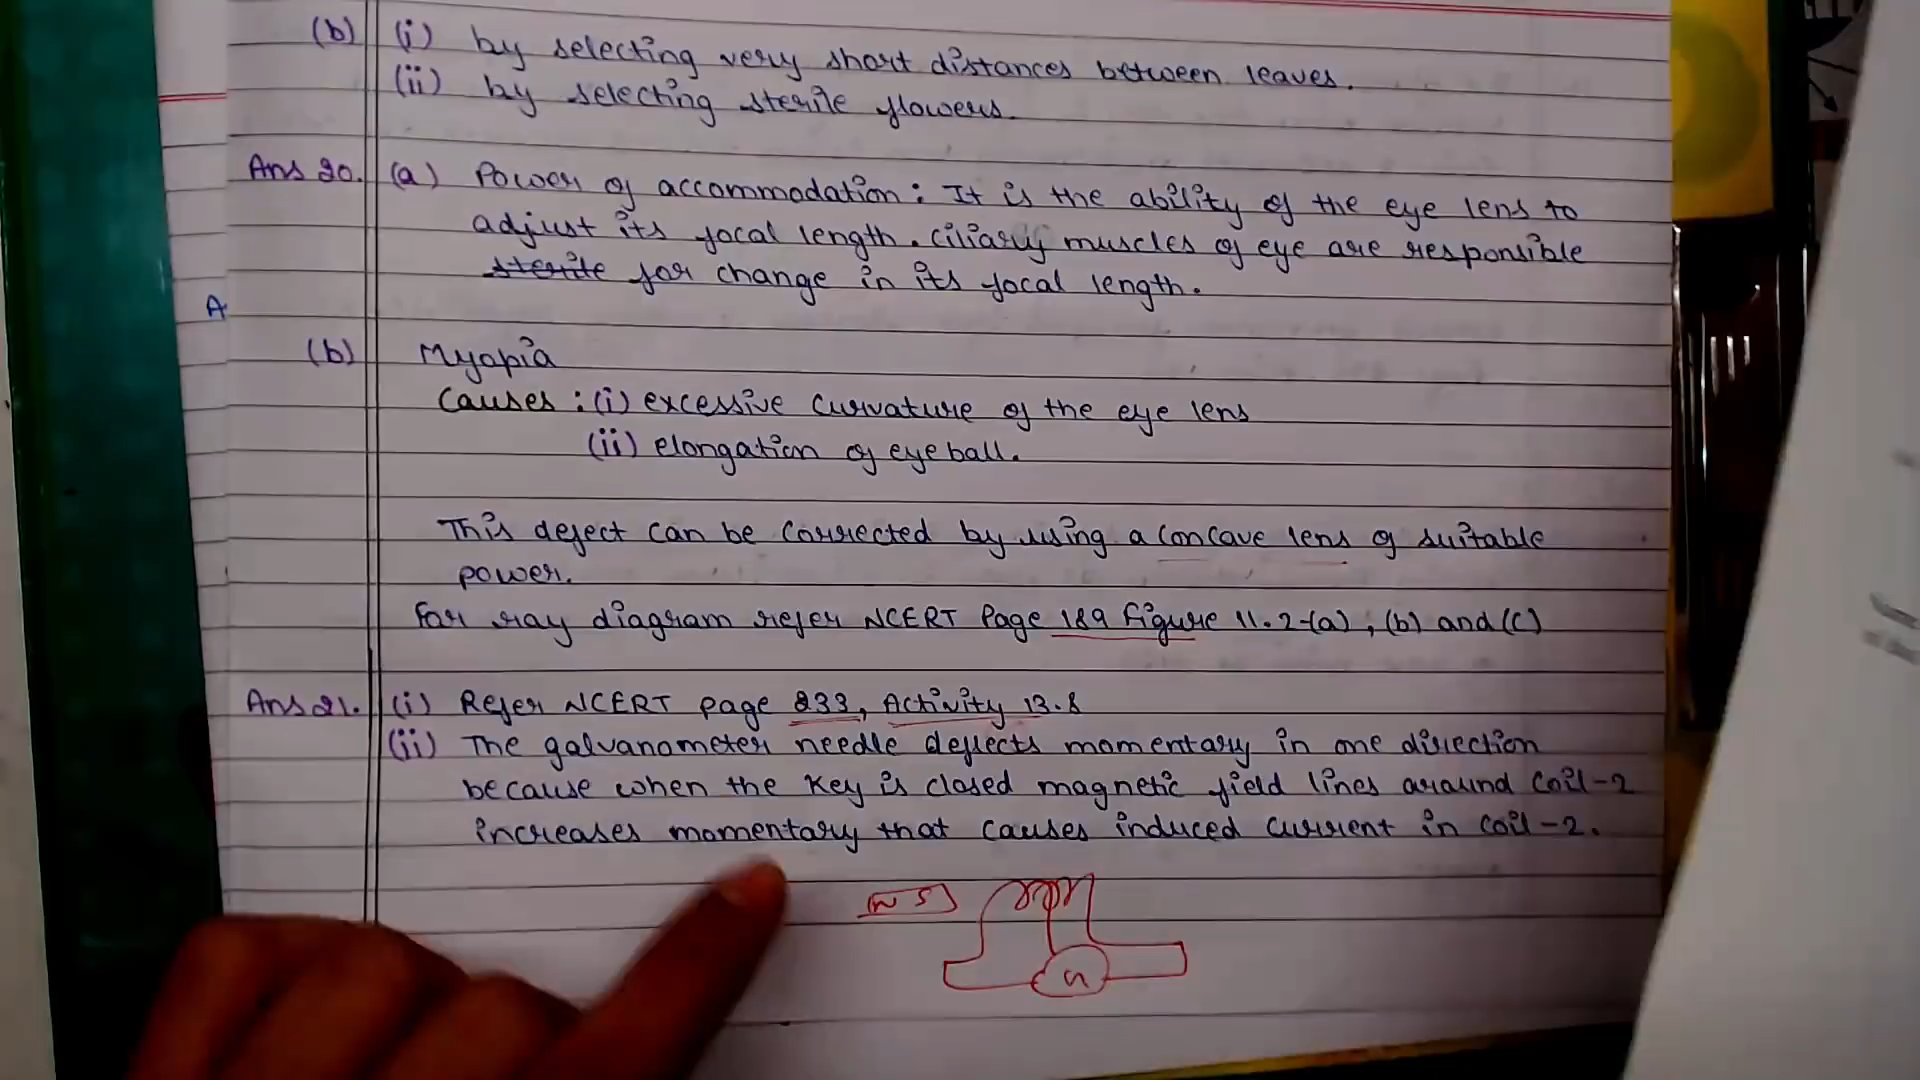 (b) (i) by selecting very short distances between leaves.
(ii) by selecting sterile flowers.
Ans 20. (a) Power of accommodation: It is the ability of the eye lens to
adjust its focal length. ciliary muscles of eye are responsible
sterite for change in its focal length.
A
(b) Myopia
Causes: (i) excessive curvature of the eye lens
(ii) elongation of eyeball.
This defect can be corrected by using a concave lens of suitable
power.
For ray diagram refer NCERT Page 189 figure 11.2-(a), (b) and (c)
Ans 21. (i) Refer NCERT page 233, Activity 13.8
(ii) The galvanometer needle deflects momentary in one direction
because when the key is closed magnetic field lines around coil-2
increases momentary that causes induced current in coil-2.
N S